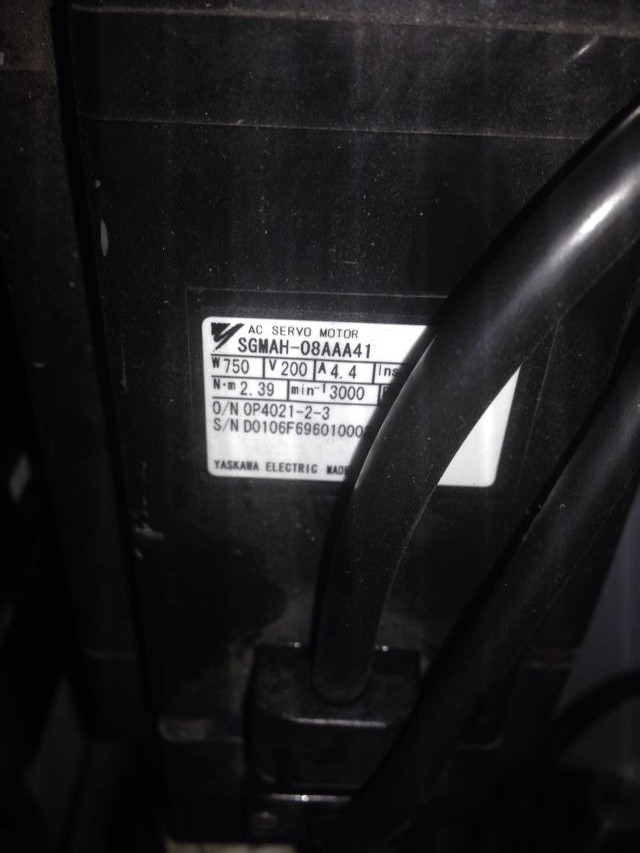 AC SERVO MOTOR
SGMAH-08AAA41
W 750 V 200 A 4.4 Ins
N·m 2.39 min⁻¹ 3000
O/N 0P4021-2-3
S/N D0106F69601000
YASKAWA ELECTRIC MADE